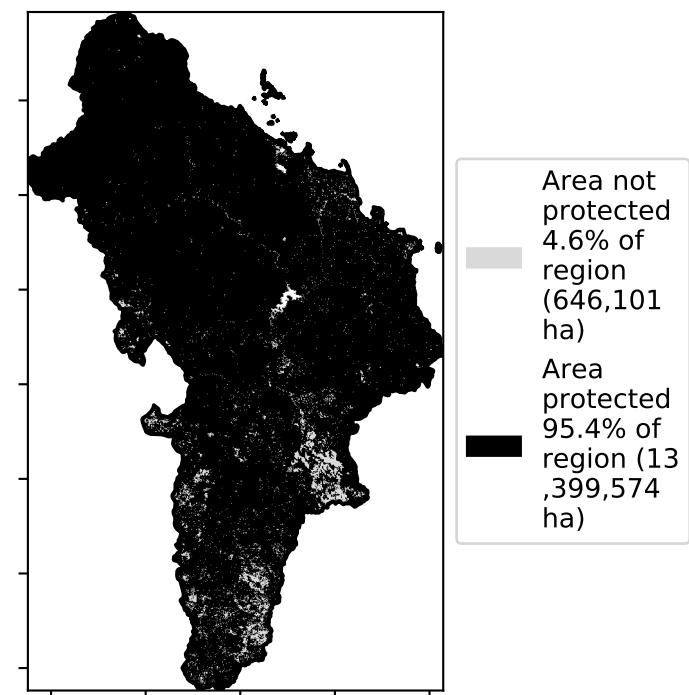 Area not
protected
4.6% of
region
(646,101
ha)
Area
protected
95.4% of
region (13
,399,574
ha)